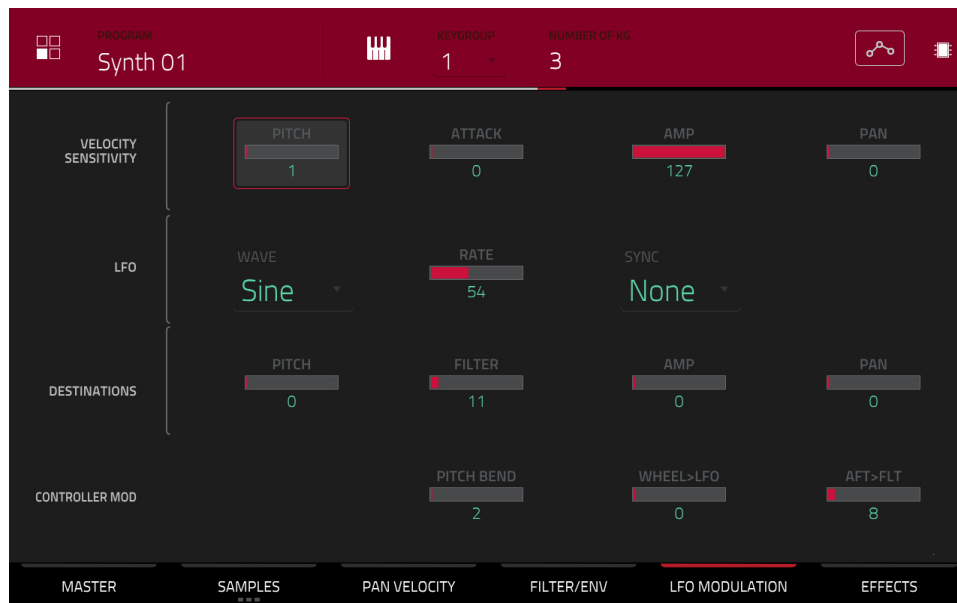 PROGRAM
Synth 01
KEYGROUP
1
NUMBER OF KG
3
VELOCITY
SENSITIVITY
PITCH
1
ATTACK
0
AMP
127
PAN
0
LFO
WAVE
Sine
RATE
54
SYNC
None
DESTINATIONS
PITCH
0
FILTER
11
AMP
0
PAN
0
CONTROLLER MOD
PITCH BEND
2
WHEEL>LFO
0
AFT>FLT
8
MASTER
SAMPLES
PAN VELOCITY
FILTER/ENV
LFO MODULATION
EFFECTS